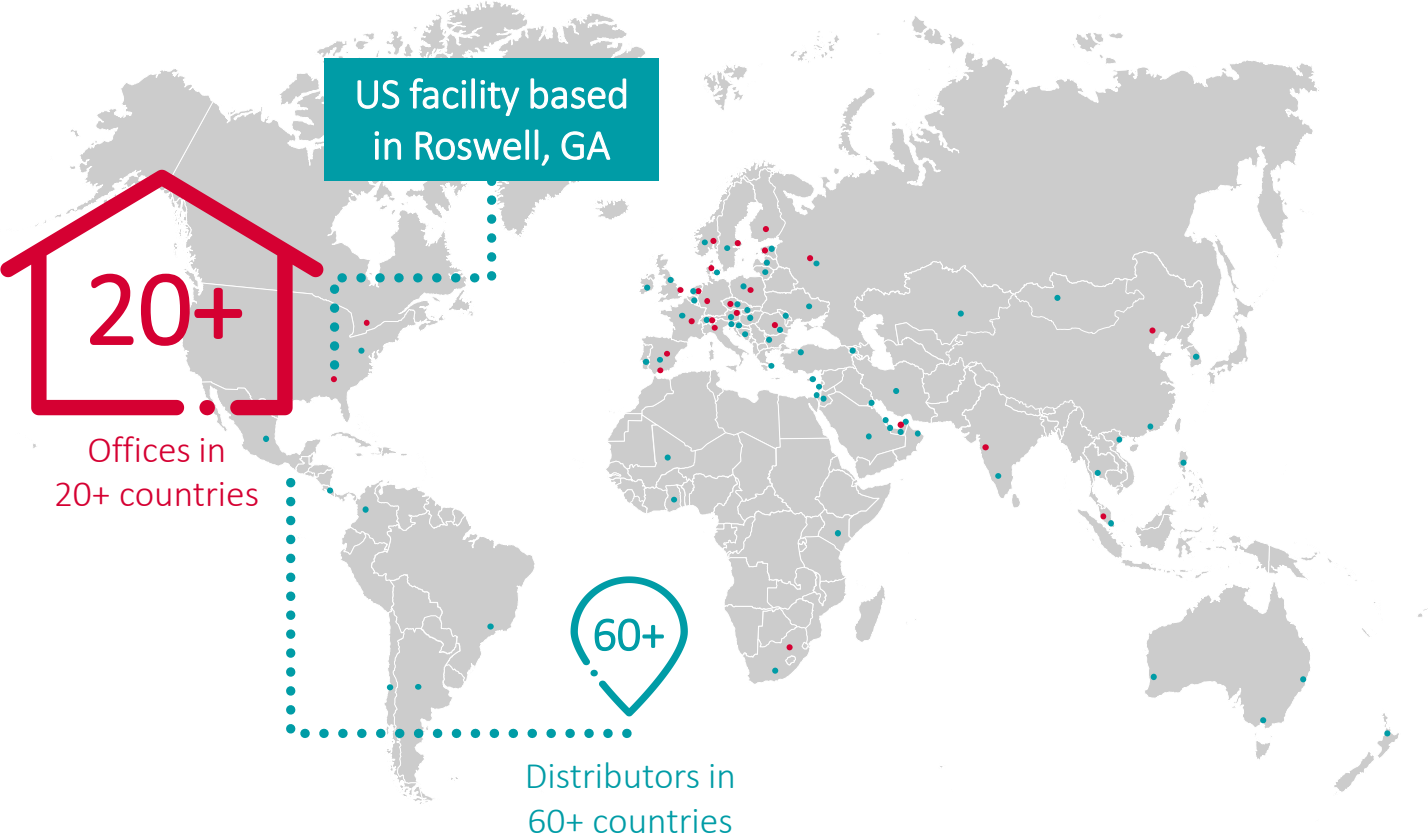 US facility based
in Roswell, GA
20+
Offices in
20+ countries
60+
Distributors in
60+ countries